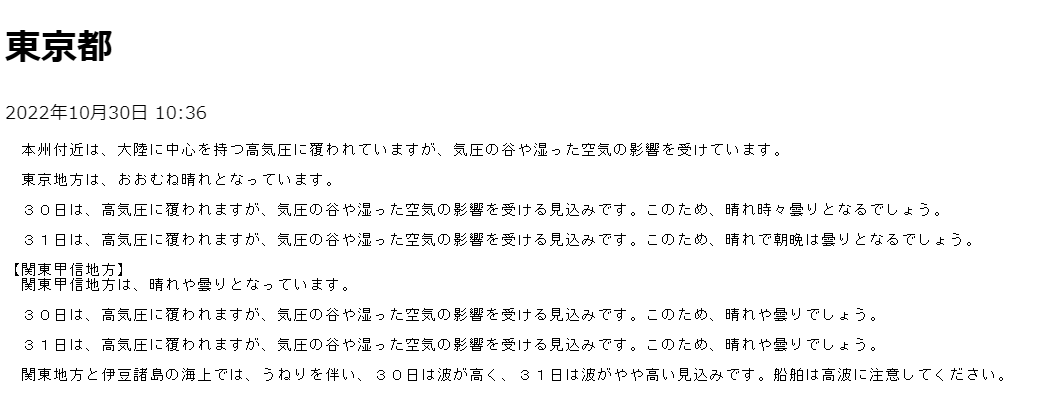 東京都
2022年10月30日 10:36
　本州付近は、大陸に中心を持つ高気圧に覆われていますが、気圧の谷や湿った空気の影響を受けています。
　東京地方は、おおむね晴れとなっています。
　３０日は、高気圧に覆われますが、気圧の谷や湿った空気の影響を受ける見込みです。このため、晴れ時々曇りとなるでしょう。
　３１日は、高気圧に覆われますが、気圧の谷や湿った空気の影響を受ける見込みです。このため、晴れで朝晩は曇りとなるでしょう。
【関東甲信地方】
　関東甲信地方は、晴れや曇りとなっています。
　３０日は、高気圧に覆われますが、気圧の谷や湿った空気の影響を受ける見込みです。このため、晴れや曇りでしょう。
　３１日は、高気圧に覆われますが、気圧の谷や湿った空気の影響を受ける見込みです。このため、晴れや曇りでしょう。
　関東地方と伊豆諸島の海上では、うねりを伴い、３０日は波が高く、３１日は波がやや高い見込みです。船舶は高波に注意してください。